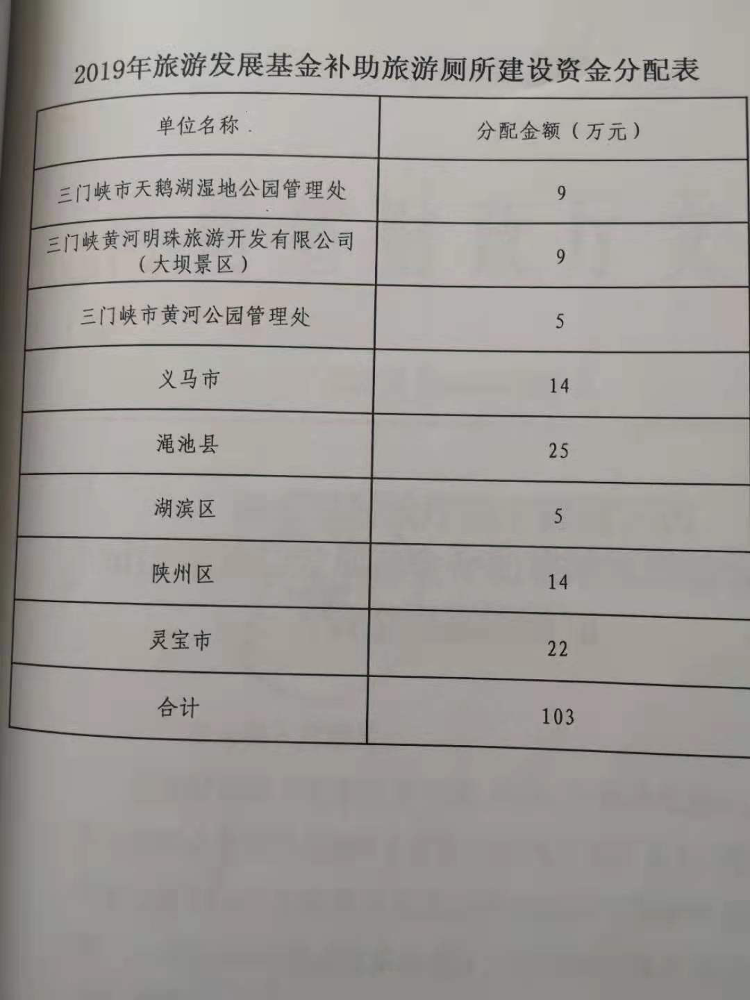 2019年旅游发展基金补助旅游厕所建设资金分配表
单位名称
分配金额（万元）
三门峡市天鹅湖湿地公园管理处
9
三门峡黄河明珠旅游开发有限公司
（大坝景区）
9
三门峡市黄河公园管理处
5
义马市
14
渑池县
25
湖滨区
5
陕州区
14
灵宝市
22
合计
103